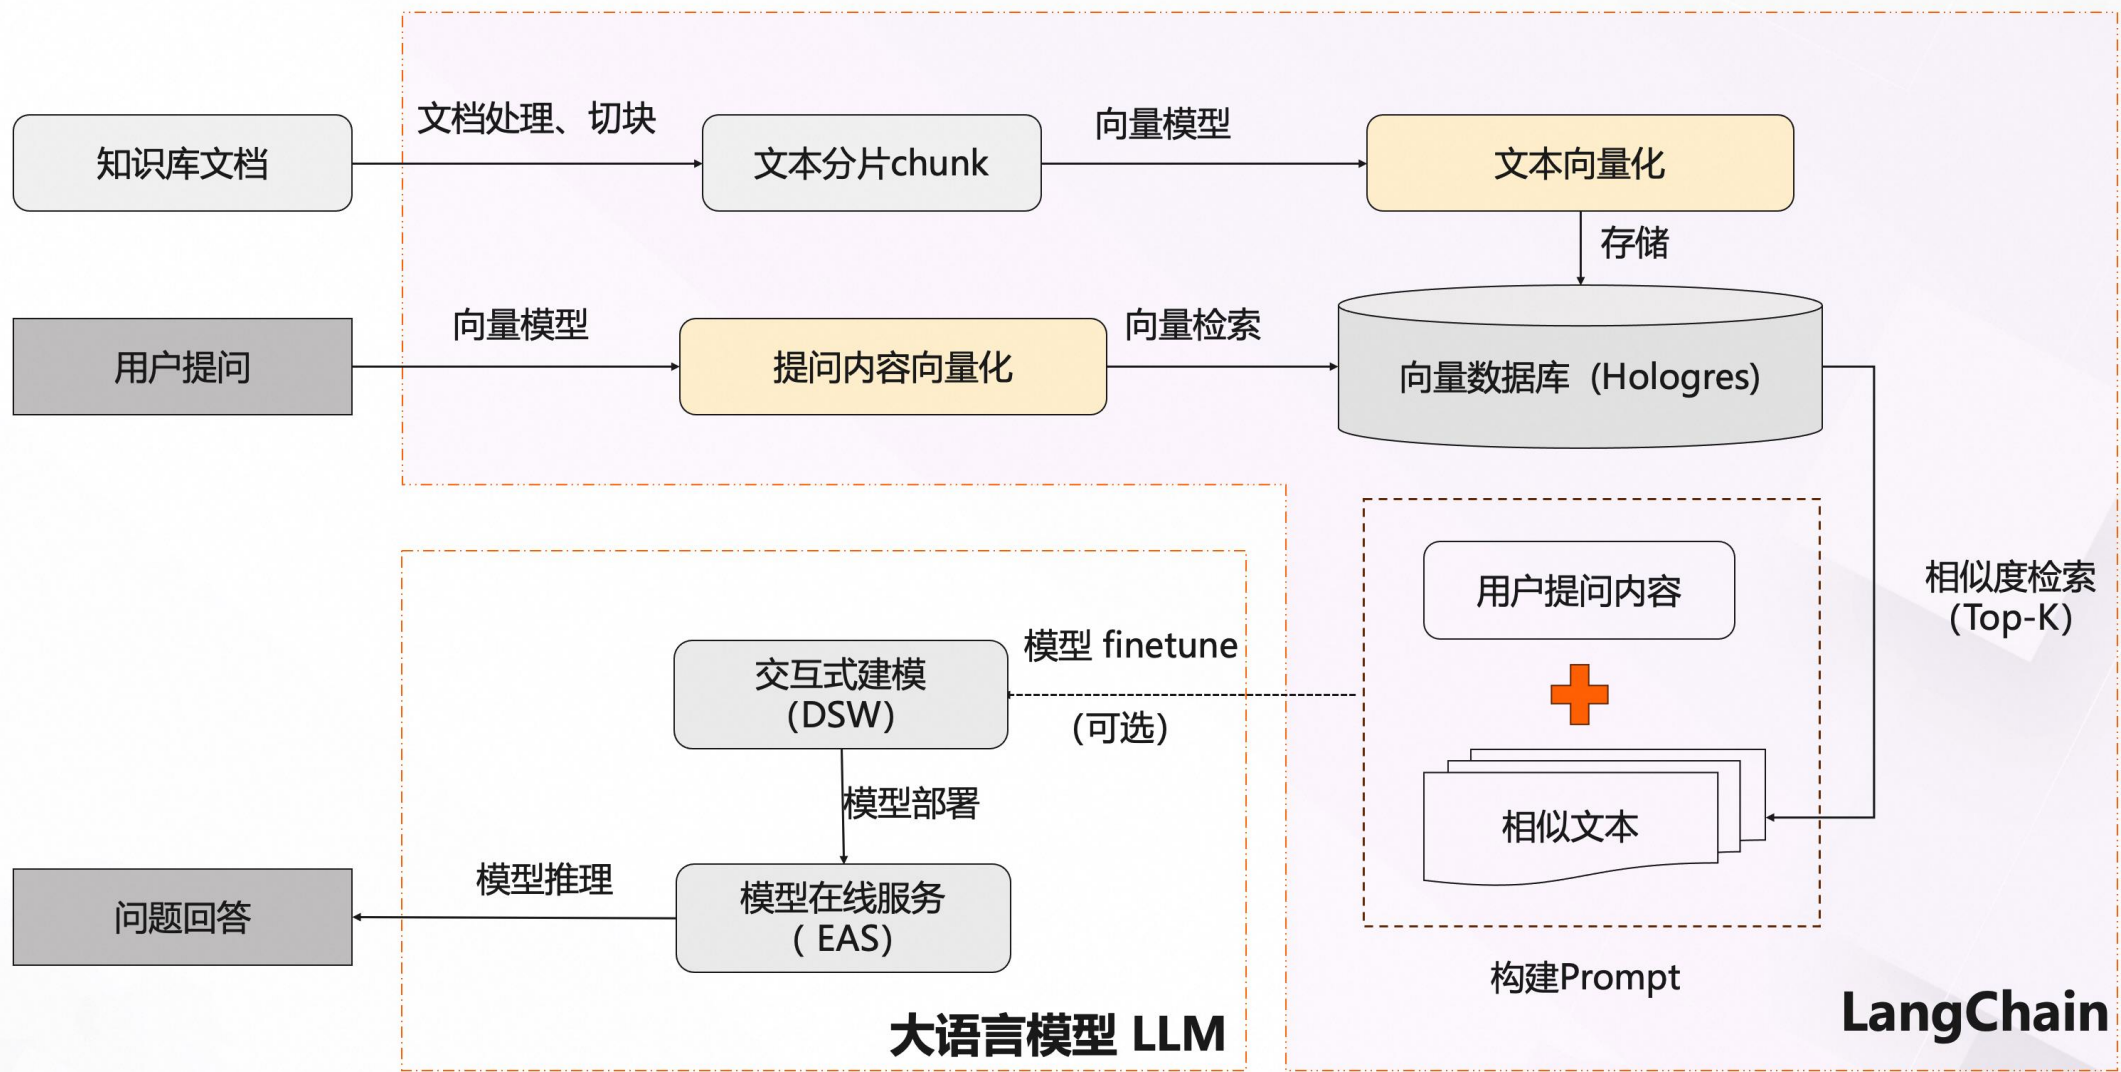 知识库文档
文档处理、切块
文本分片chunk
向量模型
文本向量化
存储
用户提问
向量模型
提问内容向量化
向量检索
向量数据库 (Hologres)
相似度检索
(Top-K)
用户提问内容
相似文本
构建Prompt
LangChain
模型 finetune
(可选)
交互式建模
(DSW)
模型部署
模型在线服务
( EAS)
模型推理
问题回答
大语言模型 LLM